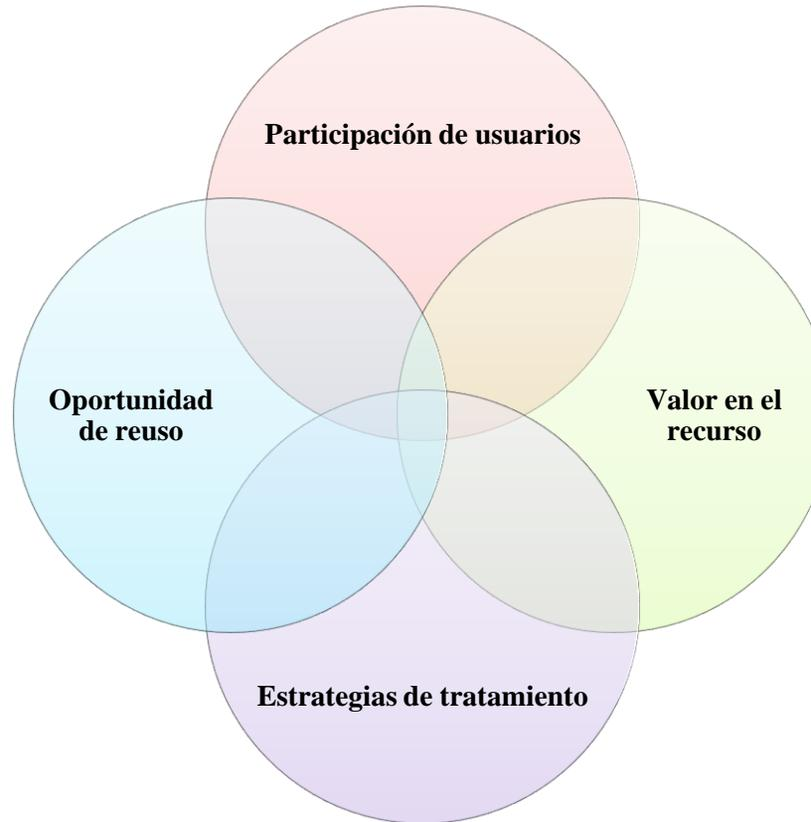 Participación de usuarios
Oportunidad
de reuso
Valor en el
recurso
Estrategias de tratamiento